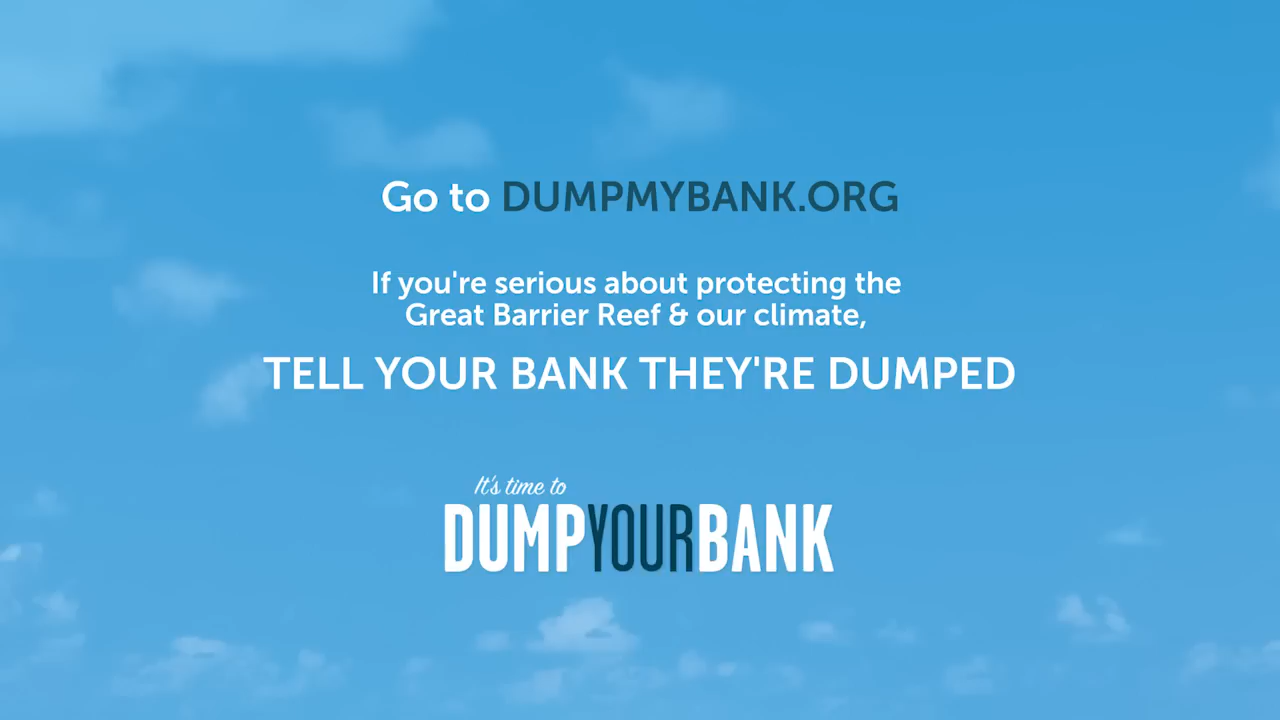 Go to DUMPMYBANK.ORG
If you're serious about protecting the
Great Barrier Reef & our climate,
TELL YOUR BANK THEY'RE DUMPED
It's time to
DUMPYOURBANK